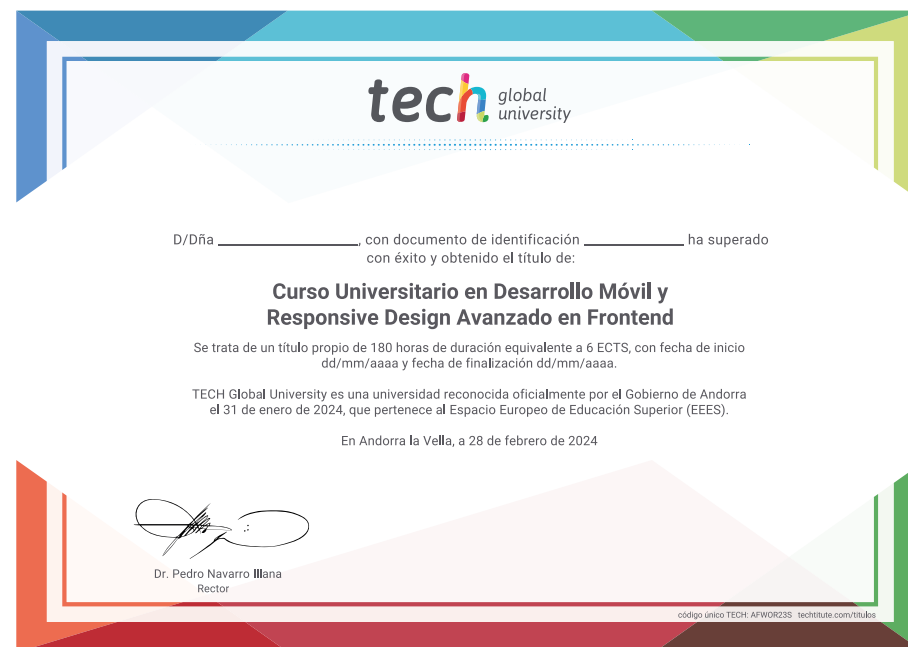 tech global university
D/Dña ____________________, con documento de identificación ______________ ha superado
con éxito y obtenido el título de:
Curso Universitario en Desarrollo Móvil y
Responsive Design Avanzado en Frontend
Se trata de un título propio de 180 horas de duración equivalente a 6 ECTS, con fecha de inicio
dd/mm/aaaa y fecha de finalización dd/mm/aaaa.
TECH Global University es una universidad reconocida oficialmente por el Gobierno de Andorra
el 31 de enero de 2024, que pertenece al Espacio Europeo de Educación Superior (EEES).
En Andorra la Vella, a 28 de febrero de 2024
Dr. Pedro Navarro Illana
Rector
código único TECH: AFWOR23S techtitute.com/titulos